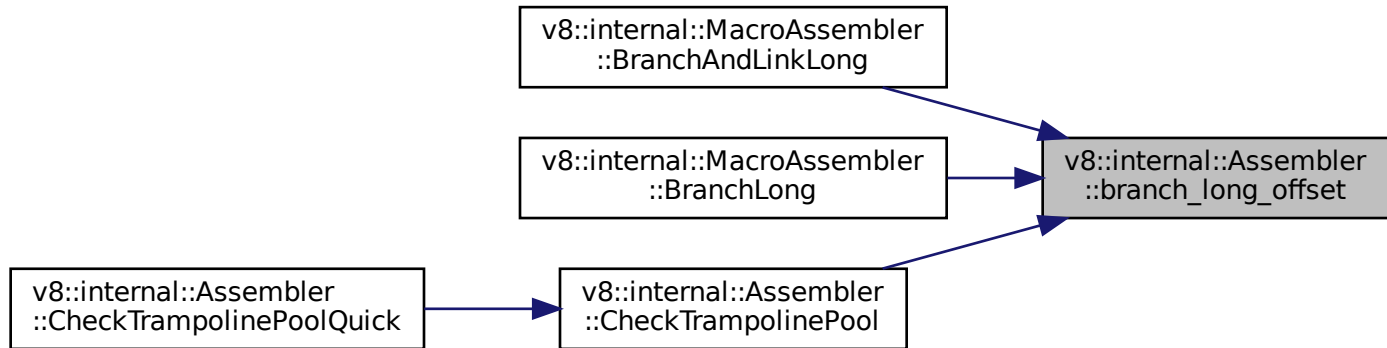 v8::internal::MacroAssembler
::BranchAndLinkLong
v8::internal::MacroAssembler
::BranchLong
v8::internal::Assembler
::branch_long_offset
v8::internal::Assembler
::CheckTrampolinePoolQuick
v8::internal::Assembler
::CheckTrampolinePool